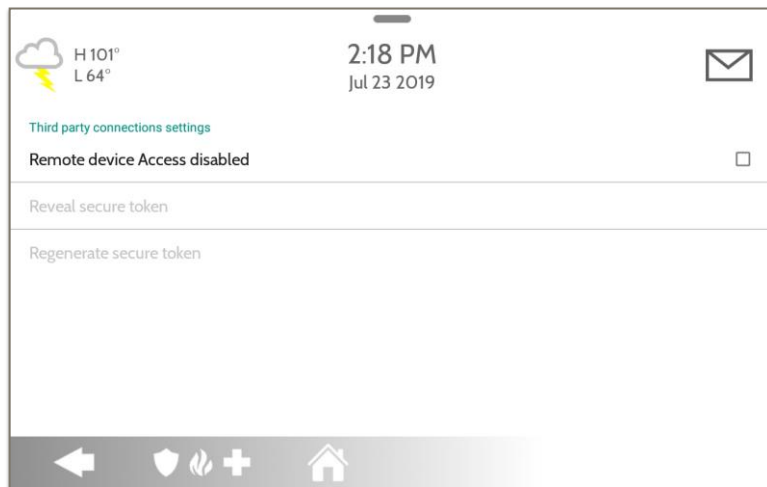 H 101°
L 64°
2:18 PM
Jul 23 2019
Third party connections settings
Remote device Access disabled
Reveal secure token
Regenerate secure token